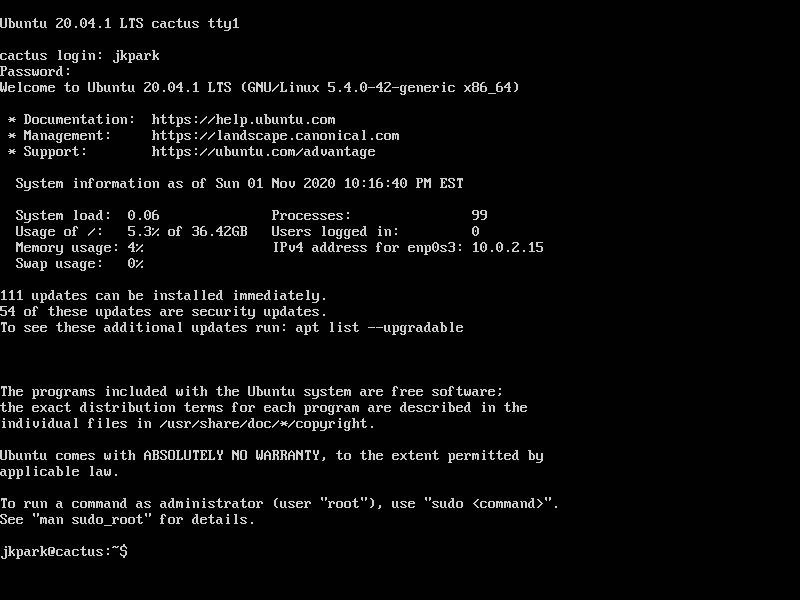 Ubuntu 20.04.1 LTS cactus tty1
cactus login: jkpark
Password:
Welcome to Ubuntu 20.04.1 LTS (GNU/Linux 5.4.0-42-generic x86_64)
* Documentation:  https://help.ubuntu.com
* Management:     https://landscape.canonical.com
* Support:        https://ubuntu.com/advantage
System information as of Sun 01 Nov 2020 10:16:40 PM EST
System load:  0.06              Processes:               99
Usage of /:   5.3% of 36.42GB   Users logged in:         0
Memory usage: 4%                IPv4 address for enp0s3: 10.0.2.15
Swap usage:   0%
111 updates can be installed immediately.
54 of these updates are security updates.
To see these additional updates run: apt list --upgradable
The programs included with the Ubuntu system are free software;
the exact distribution terms for each program are described in the
individual files in /usr/share/doc/*/copyright.
Ubuntu comes with ABSOLUTELY NO WARRANTY, to the extent permitted by
applicable law.
To run a command as administrator (user "root"), use "sudo <command>".
See "man sudo_root" for details.
jkpark@cactus:~$